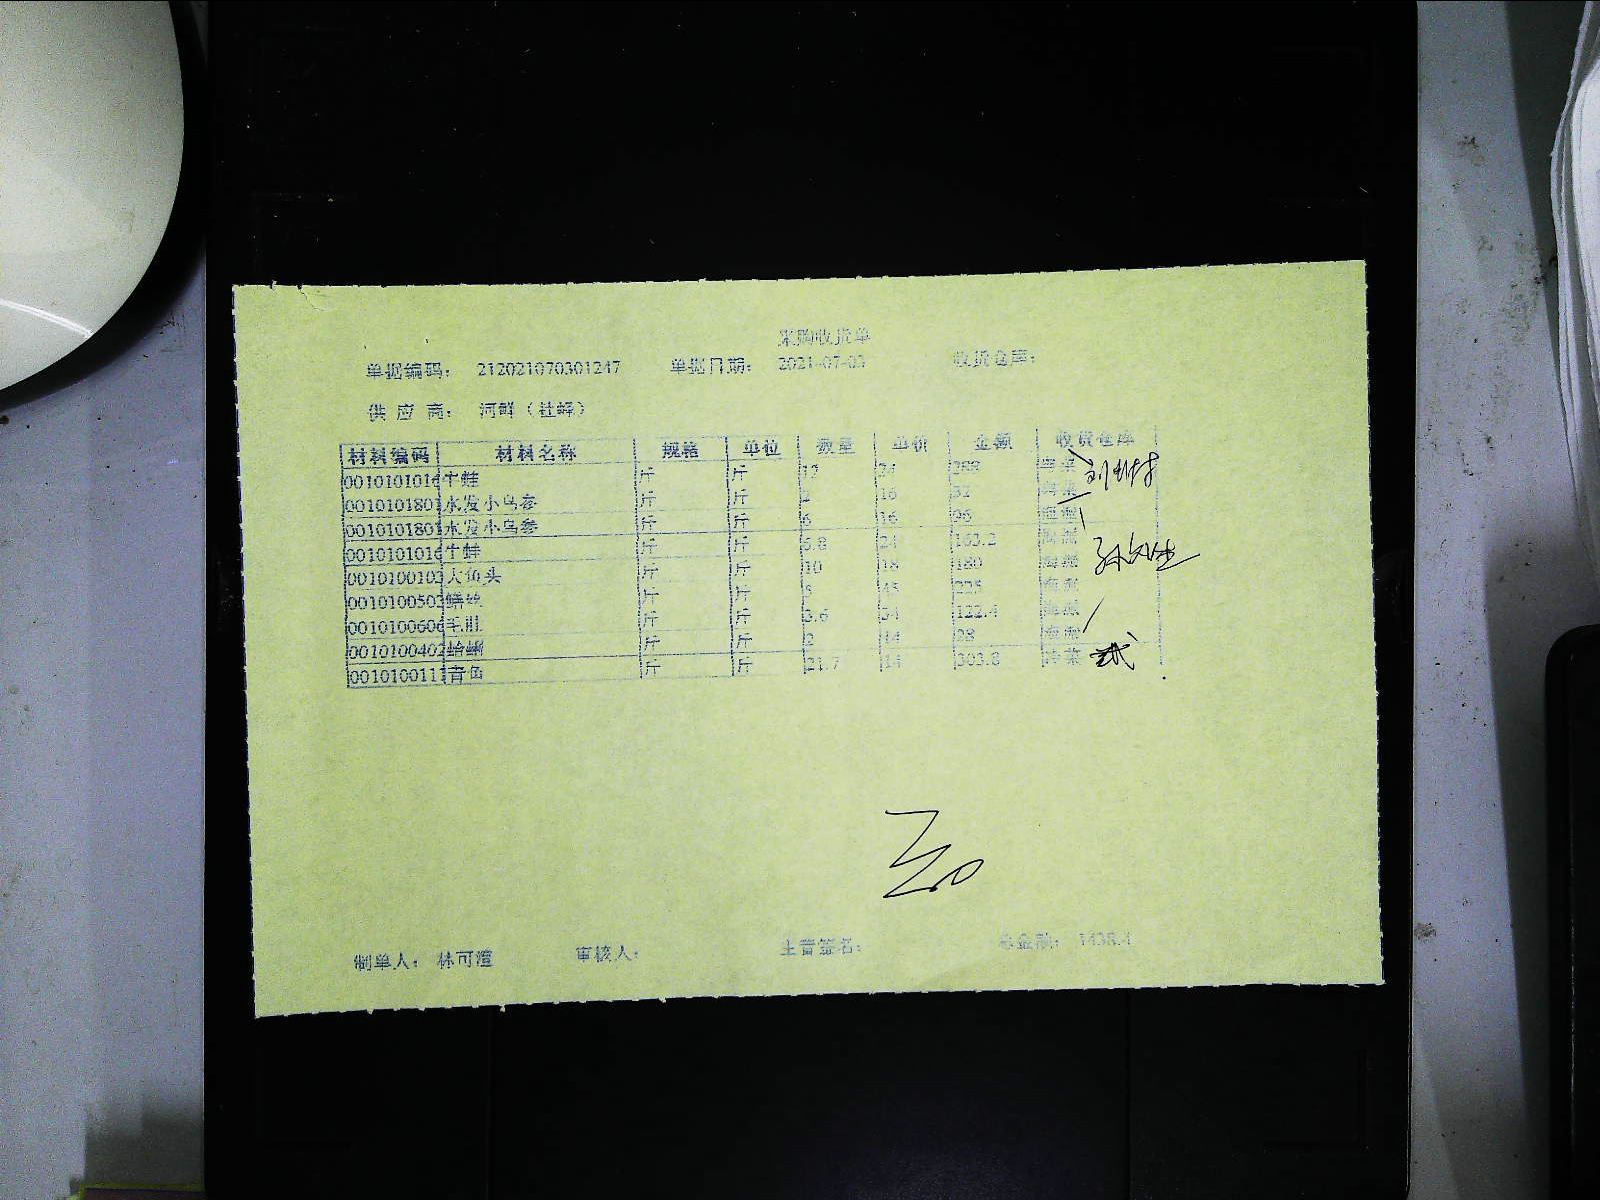 采购收货单
单据编码： 212021070301247 单据日期： 2021-07-03 收货仓库：
供 应 商： 河鲜（杜峄）
材料编码 材料名称 规格 单位 数量 单价 金额 收货仓库
0010101016 牛蛙 斤 斤 12 24 288
0010101801 水发小乌参 斤 斤 2 16 32
0010101801 水发小乌参 斤 斤 6 16 96
0010101016 牛蛙 斤 斤 6.8 24 163.2
0010100103 大鱼头 斤 斤 10 18 180
0010100503 鳝丝 斤 斤 5 45 225
0010100606 毛肚 斤 斤 3.6 34 122.4
0010100402 蛤蜊 斤 斤 2 14 28
001010011 青鱼 斤 斤 21.7 14 303.8
制单人： 林可澶 审核人： 主管签名： 总金额： 1438.4